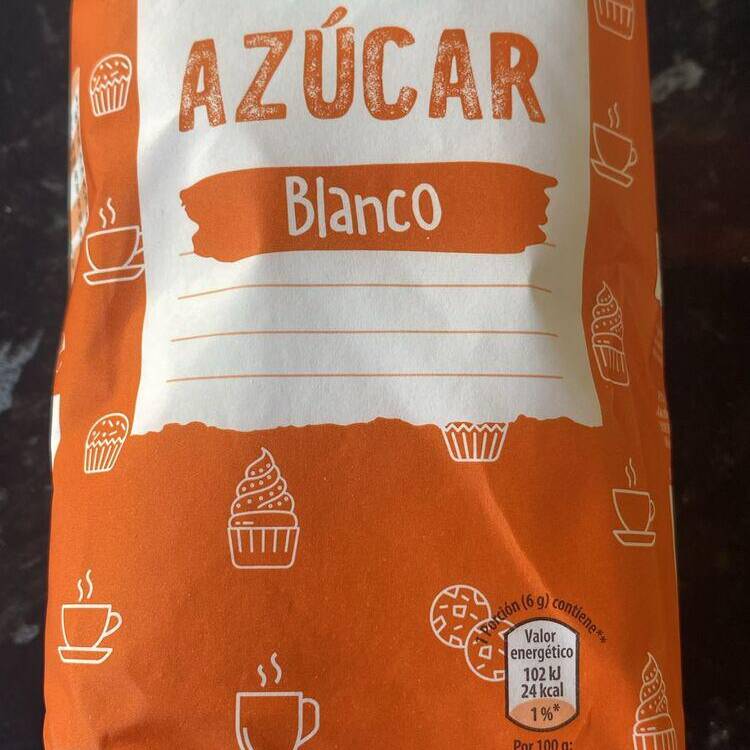 AZÚCAR
Blanco
1 Porción (6 g) contiene**
Valor
energético
102 kJ
24 kcal
1%*
Por 100 g: